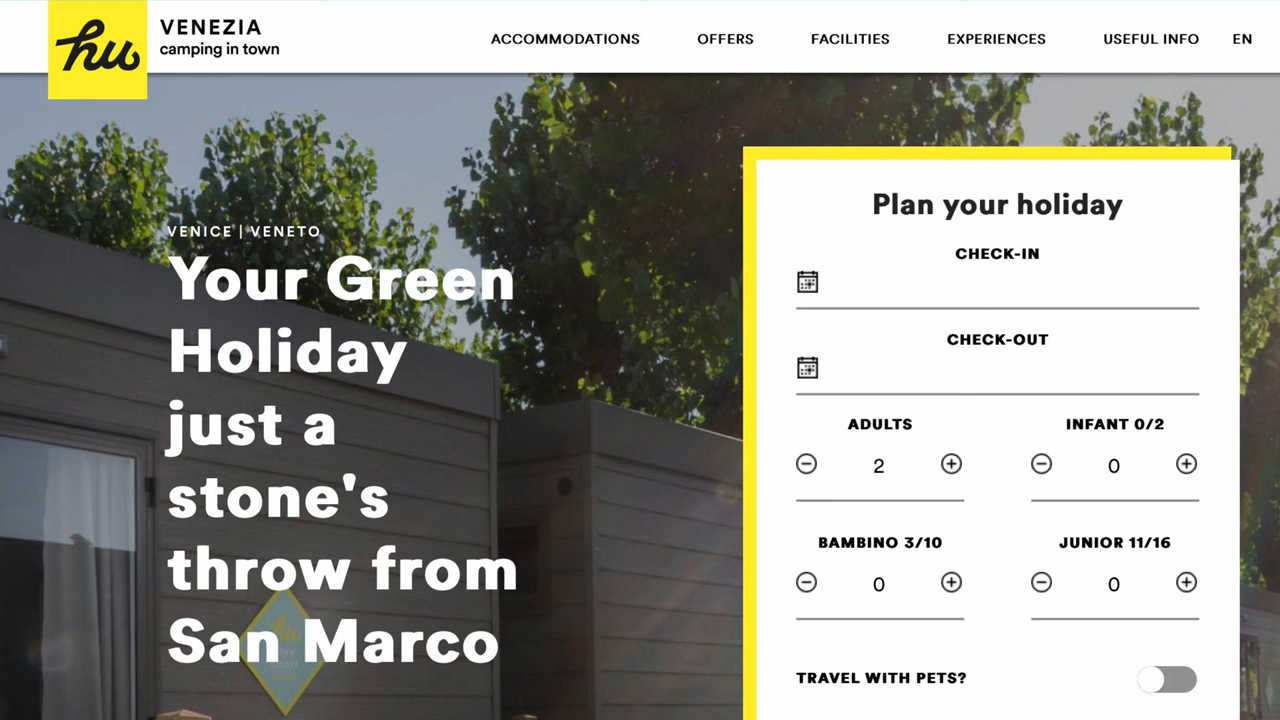 hu
VENEZIA
camping in town
ACCOMMODATIONS
OFFERS
FACILITIES
EXPERIENCES
USEFUL INFO
EN
VENICE | VENETO
Your Green
Holiday
just a
stone's
throw from
San Marco
Plan your holiday
CHECK-IN
CHECK-OUT
ADULTS
INFANT 0/2
2
0
BAMBINO 3/10
JUNIOR 11/16
0
0
TRAVEL WITH PETS?
hu